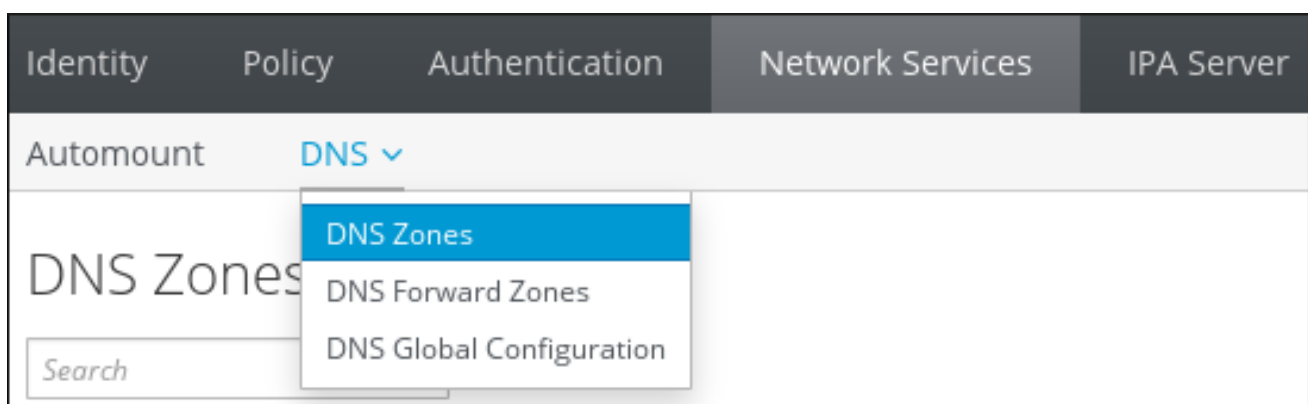 Identity Policy Authentication Network Services IPA Server
Automount DNS
DNS Zones
DNS Zones
DNS Forward Zones
DNS Global Configuration
Search